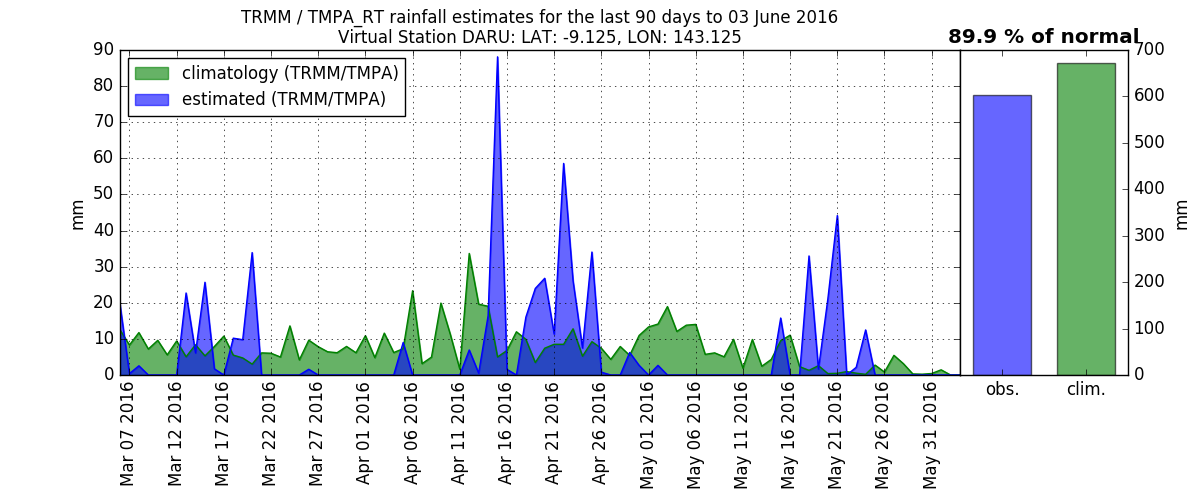 TRMM / TMPA_RT rainfall estimates for the last 90 days to 03 June 2016
Virtual Station DARU: LAT: -9.125, LON: 143.125
89.9 % of normal
climatology (TRMM/TMPA)
estimated (TRMM/TMPA)
mm
90
80
70
60
50
40
30
20
10
0
Mar 07 2016
Mar 12 2016
Mar 17 2016
Mar 22 2016
Mar 27 2016
Apr 01 2016
Apr 06 2016
Apr 11 2016
Apr 16 2016
Apr 21 2016
Apr 26 2016
May 01 2016
May 06 2016
May 11 2016
May 16 2016
May 21 2016
May 26 2016
May 31 2016
obs.
clim.
700
600
500
400
300
200
100
0
mm